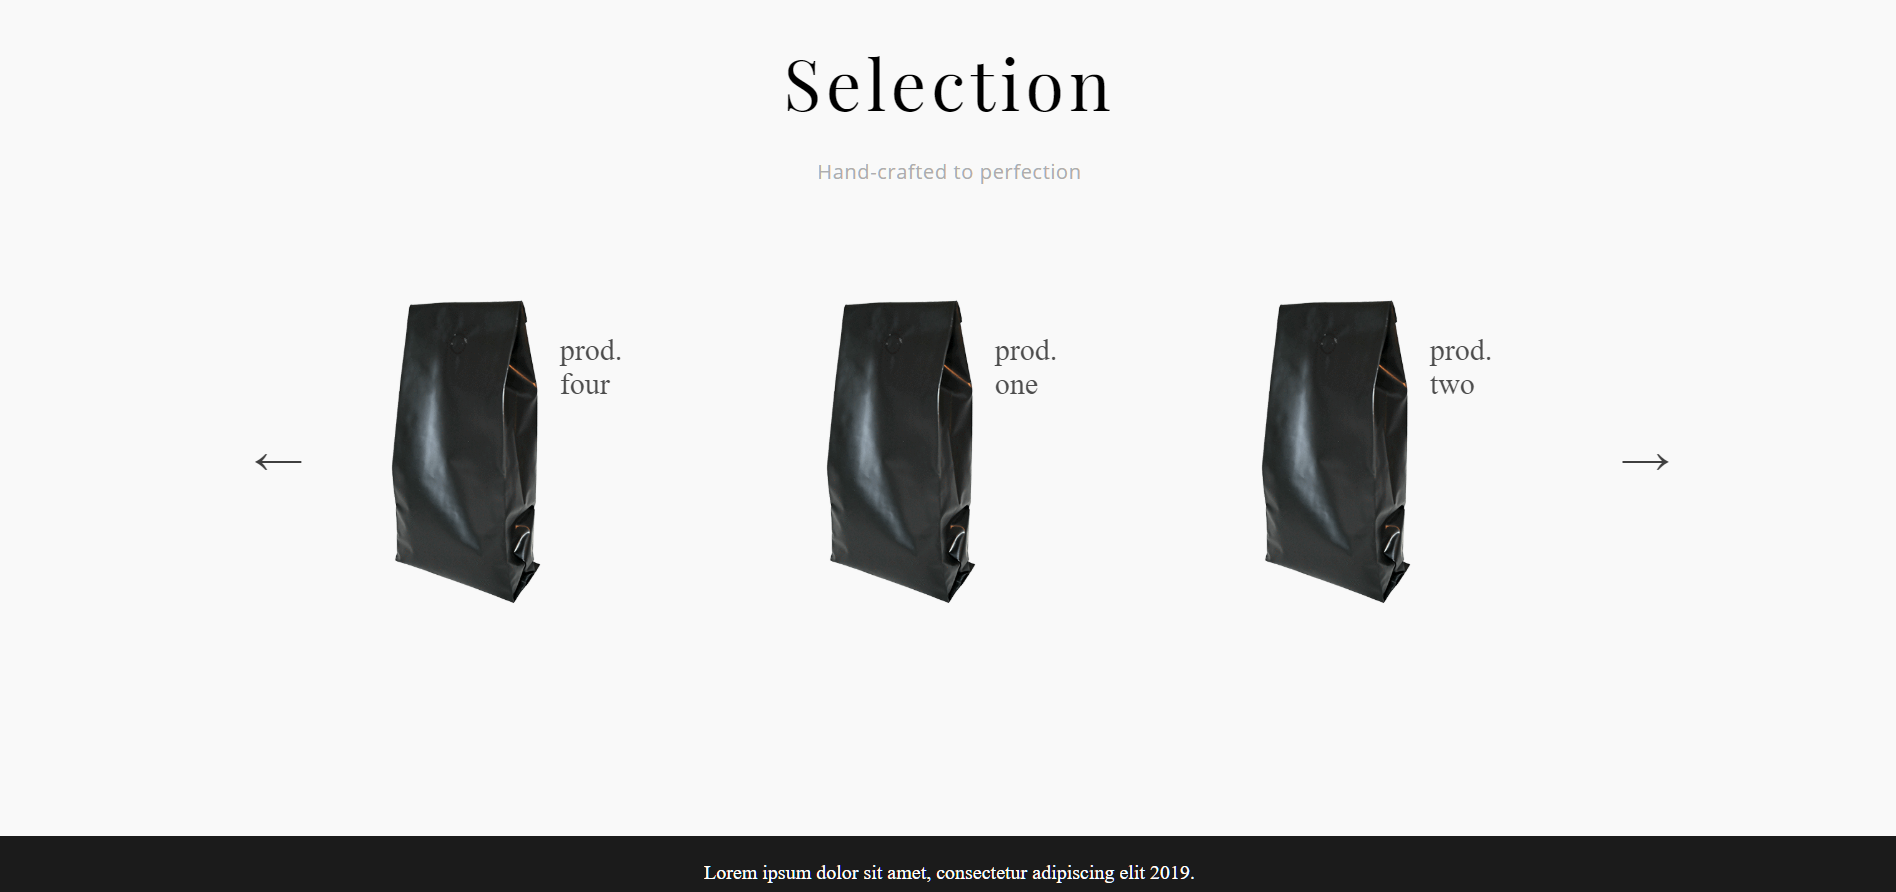 Selection
Hand-crafted to perfection
prod.
four
prod.
one
prod.
two
Lorem ipsum dolor sit amet, consectetur adipiscing elit 2019.